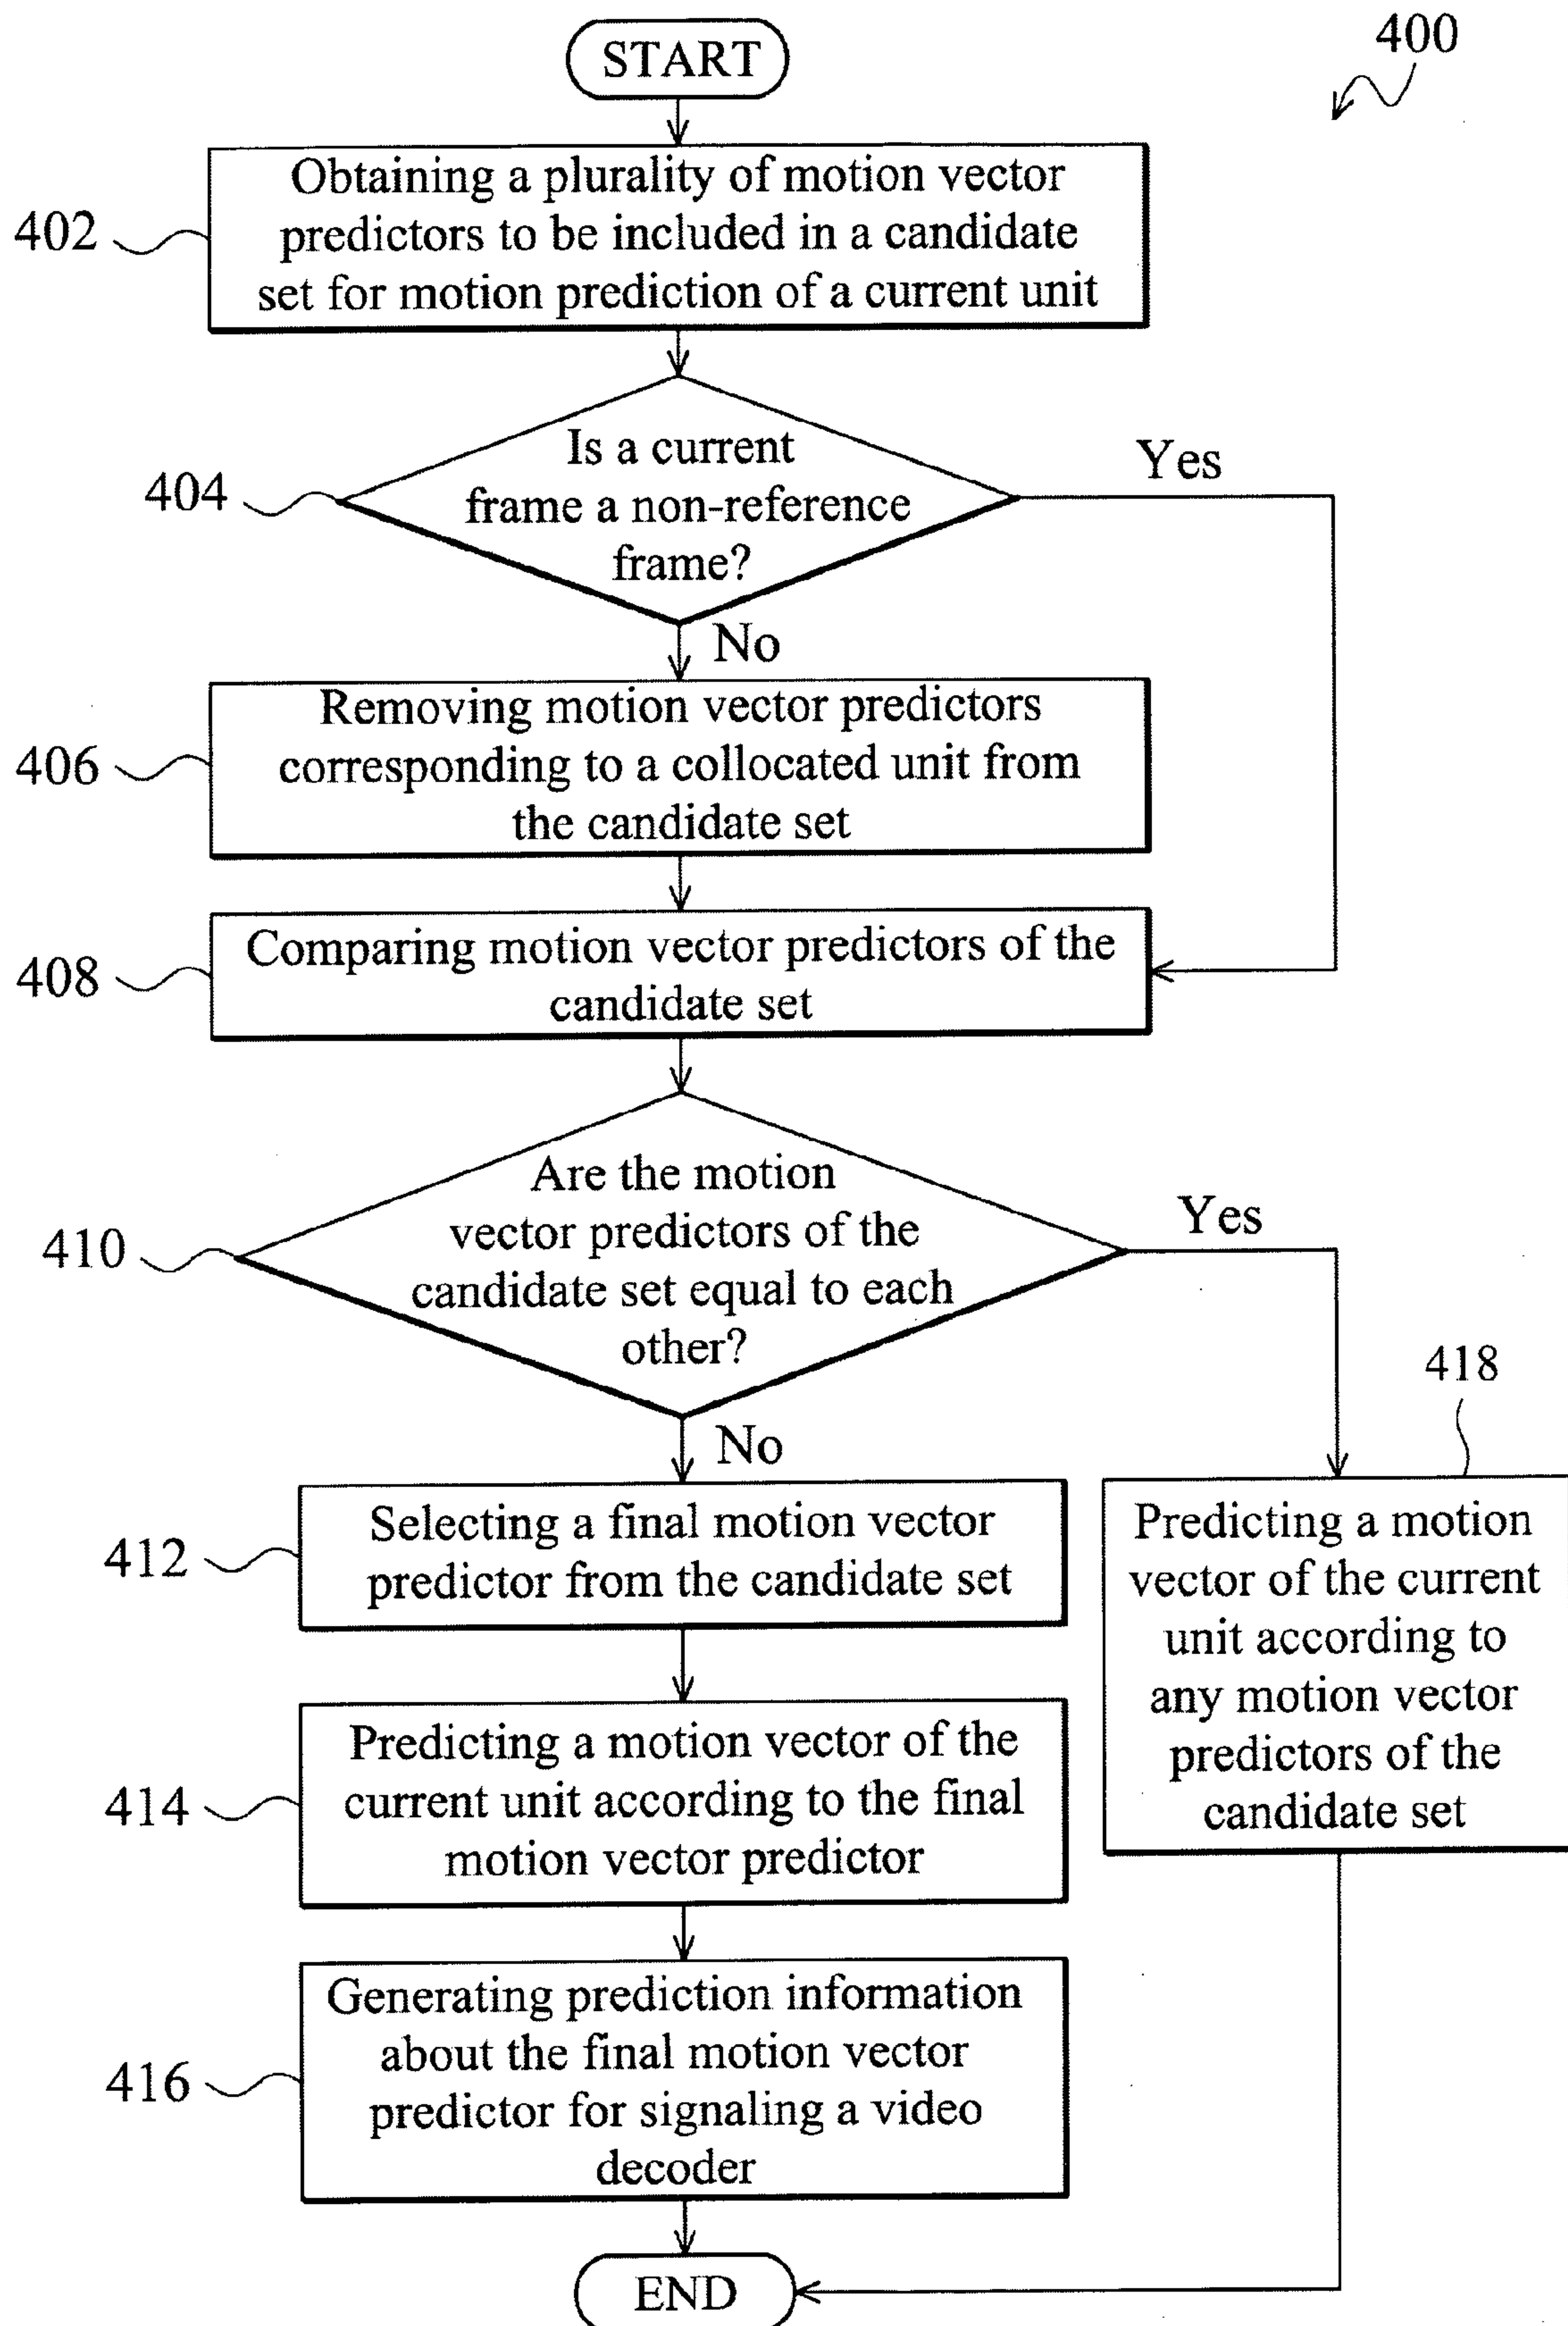 START
400
402
Obtaining a plurality of motion vector
predictors to be included in a candidate
set for motion prediction of a current unit
404
Is a current
frame a non-reference
frame?
Yes
No
406
Removing motion vector predictors
corresponding to a collocated unit from
the candidate set
408
Comparing motion vector predictors of the
candidate set
410
Are the motion
vector predictors of the
candidate set equal to each
other?
Yes
No
412
Selecting a final motion vector
predictor from the candidate set
418
Predicting a motion
vector of the current
unit according to
any motion vector
predictors of the
candidate set
414
Predicting a motion vector of the
current unit according to the final
motion vector predictor
416
Generating prediction information
about the final motion vector
predictor for signaling a video
decoder
END